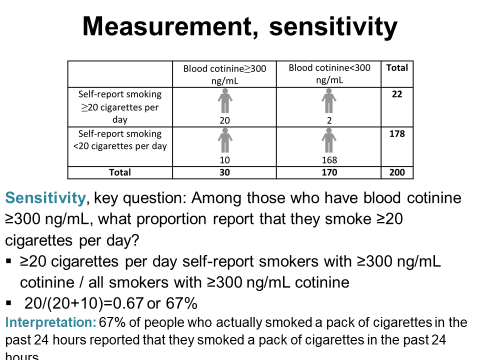 Measurement, sensitivity
Blood cotinine≥300 ng/mL Blood cotinine<300 ng/mL Total
Self-report smoking ≥20 cigarettes per day 20 2 22
Self-report smoking <20 cigarettes per day 10 168 178
Total 30 170 200
Sensitivity, key question: Among those who have blood cotinine
≥300 ng/mL, what proportion report that they smoke ≥20
cigarettes per day?
▪ ≥20 cigarettes per day self-report smokers with ≥300 ng/mL
cotinine / all smokers with ≥300 ng/mL cotinine
▪ 20/(20+10)=0.67 or 67%
Interpretation: 67% of people who actually smoked a pack of cigarettes in the
past 24 hours reported that they smoked a pack of cigarettes in the past 24
hours